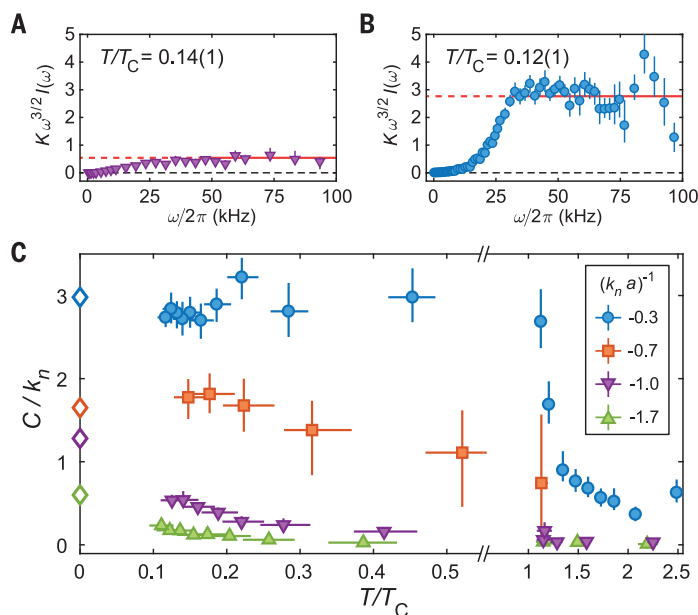 A
B
T/T_C = 0.14(1)
T/T_C = 0.12(1)
K ω^{3/2} I(ω)
5
4
3
2
1
0
0 25 50 75 100
ω/2π (kHz)
K ω^{3/2} I(ω)
5
4
3
2
1
0
0 25 50 75 100
ω/2π (kHz)
C
C / k_n
3
2
1
0
(k_n a)^{-1}
-0.3
-0.7
-1.0
-1.7
0 0.1 0.2 0.3 0.4 0.5 1 1.5 2.0 2.5
T/T_C